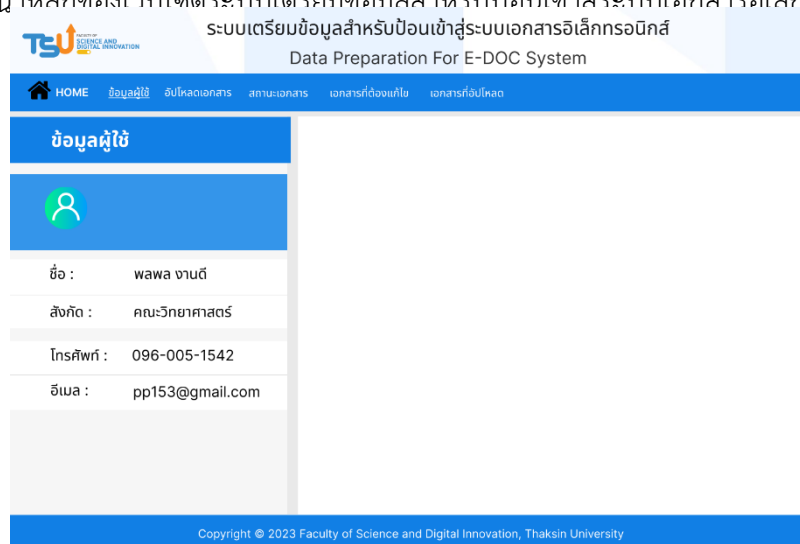 ระบบเตรียมข้อมูลสำหรับป้อนเข้าสู่ระบบเอกสารอิเล็กทรอนิกส์
TSU FACULTY OF SCIENCE AND DIGITAL INNOVATION
Data Preparation For E-DOC System
HOME ข้อมูลผู้ใช้ อัปโหลดเอกสาร สถานะเอกสาร เอกสารที่ต้องแก้ไข เอกสารที่อัปโหลด
ข้อมูลผู้ใช้
ชื่อ : พลพล งานดี
สังกัด : คณะวิทยาศาสตร์
โทรศัพท์ : 096-005-1542
อีเมล : pp153@gmail.com
Copyright © 2023 Faculty of Science and Digital Innovation, Thaksin University